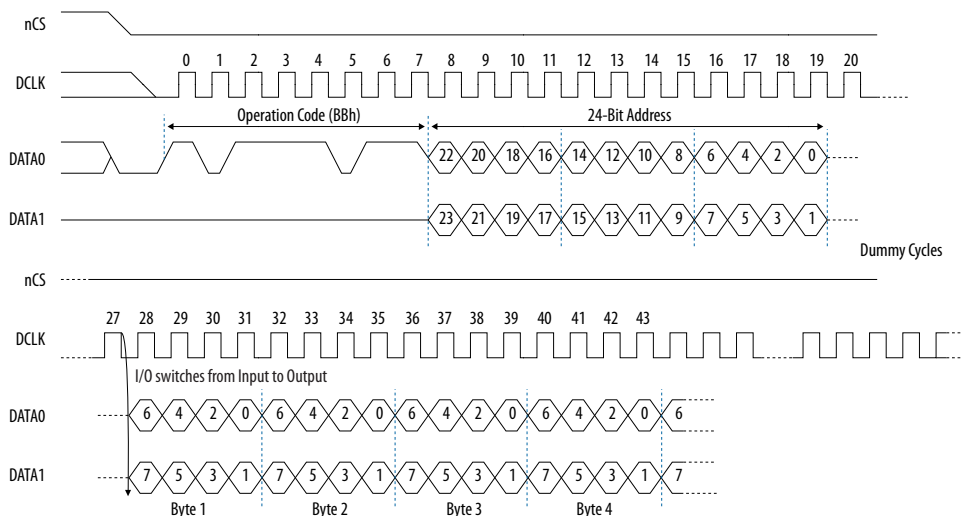 nCS
0 1 2 3 4 5 6 7 8 9 10 11 12 13 14 15 16 17 18 19 20
DCLK
Operation Code (BBh) 24-Bit Address
DATA0 22 20 18 16 14 12 10 8 6 4 2 0
DATA1 23 21 19 17 15 13 11 9 7 5 3 1
Dummy Cycles
nCS
27 28 29 30 31 32 33 34 35 36 37 38 39 40 41 42 43
DCLK
I/O switches from Input to Output
DATA0 6 4 2 0 6 4 2 0 6 4 2 0 6 4 2 0 6
DATA1 7 5 3 1 7 5 3 1 7 5 3 1 7 5 3 1 7
Byte 1 Byte 2 Byte 3 Byte 4